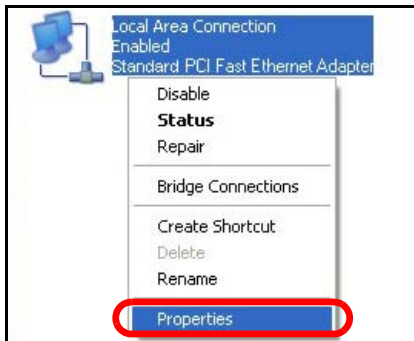 Local Area Connection
Enabled
Standard PCI Fast Ethernet Adapter
Disable
Status
Repair
Bridge Connections
Create Shortcut
Delete
Rename
Properties